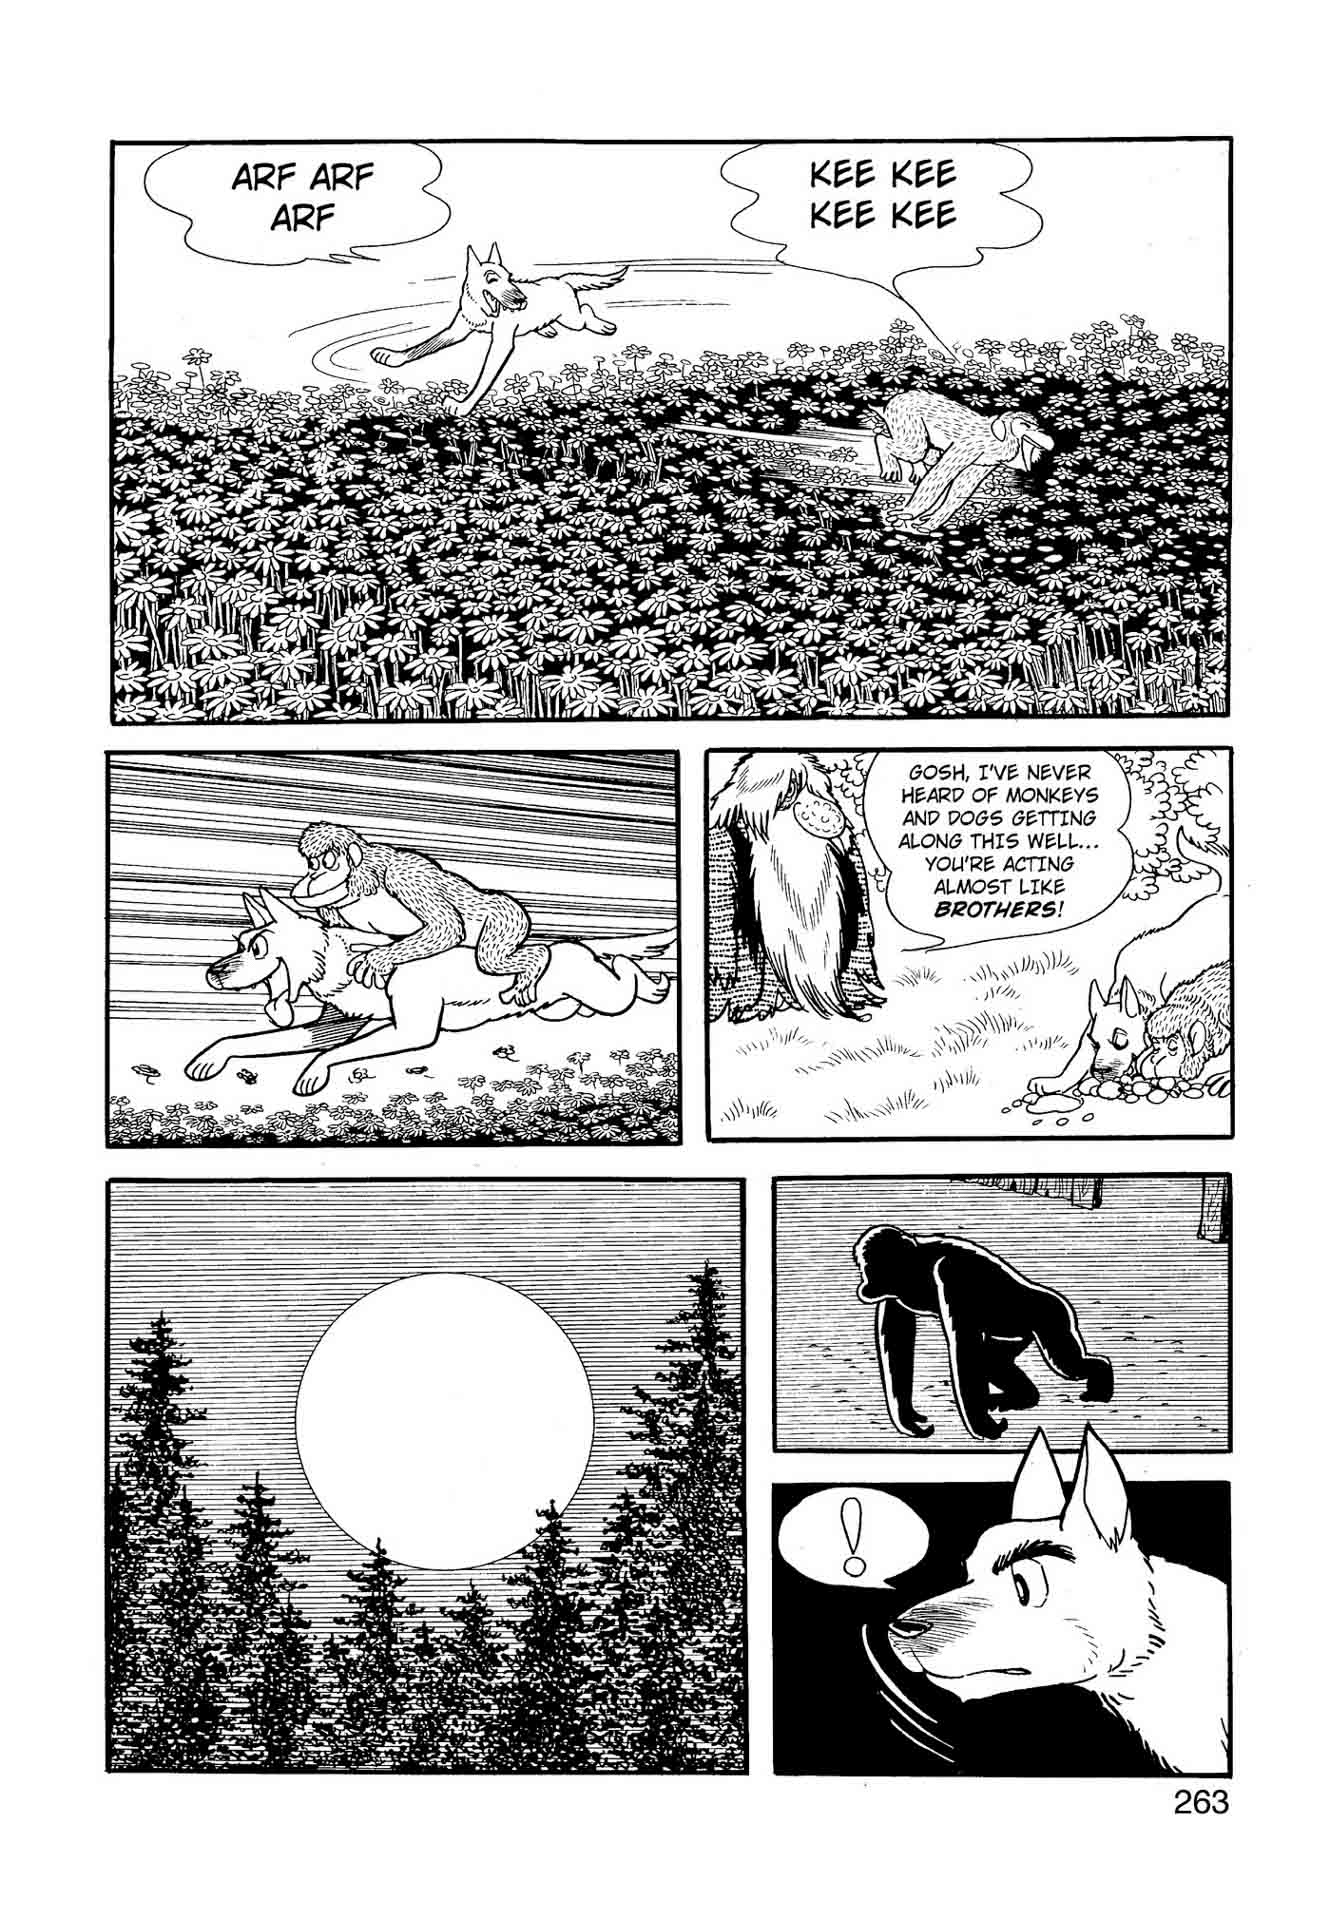 ARF ARF
ARF
KEE KEE
KEE KEE
GOSH, I'VE NEVER
HEARD OF MONKEYS
AND DOGS GETTING
ALONG THIS WELL...
YOU'RE ACTING
ALMOST LIKE
BROTHERS!
!
263